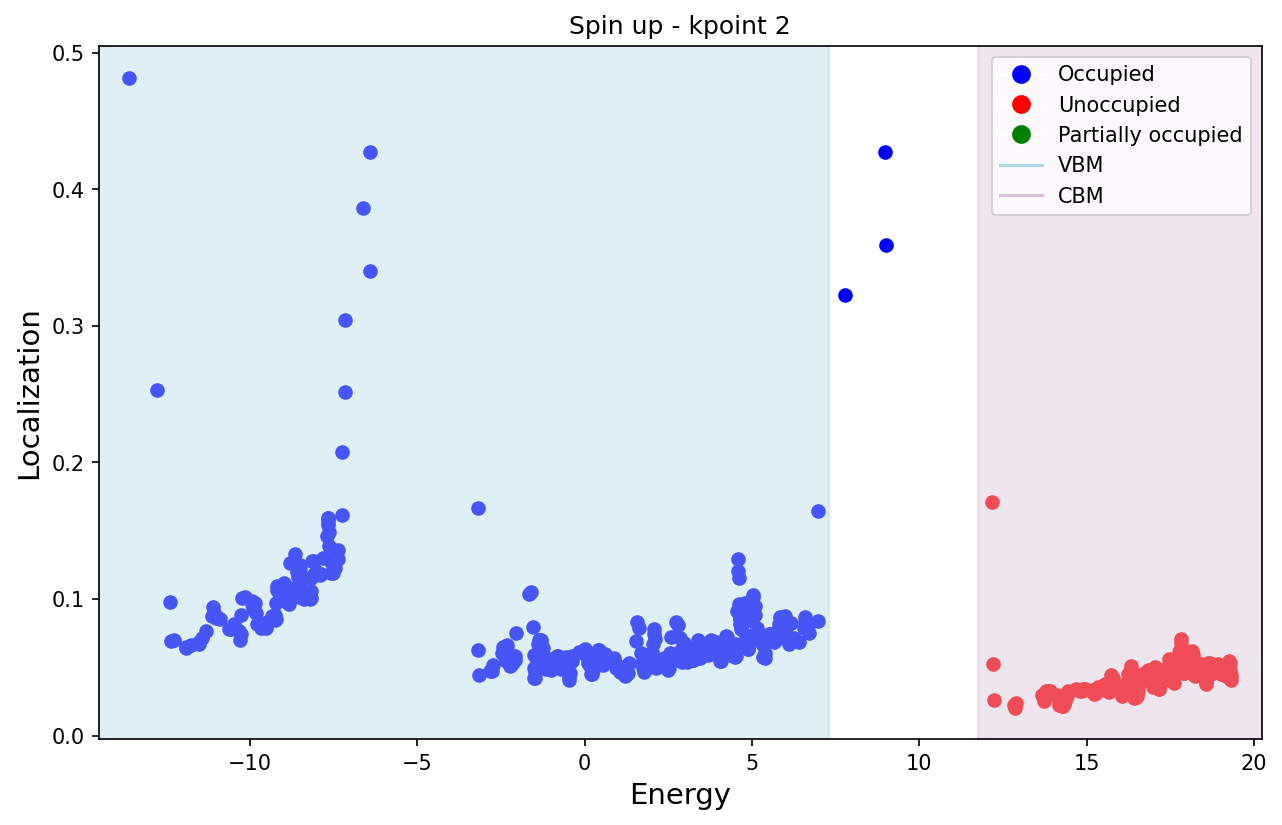 Spin up - kpoint 2
0.5
0.4
0.3
0.2
0.1
0.0
Localization
Occupied
Unoccupied
Partially occupied
VBM
CBM
−10
−5
0
5
10
15
20
Energy